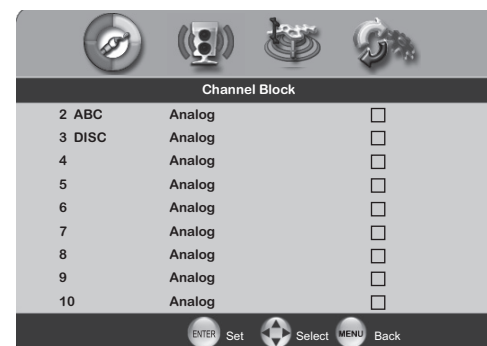 Channel Block
2 ABC Analog
3 DISC Analog
4 Analog
5 Analog
6 Analog
7 Analog
8 Analog
9 Analog
10 Analog
ENTER Set Select MENU Back